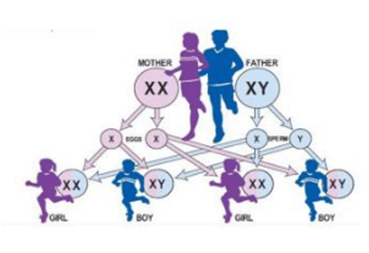 MOTHER FATHER
XX XY
X EGGS X X SPERM Y
XX XY XX XY
GIRL BOY GIRL BOY